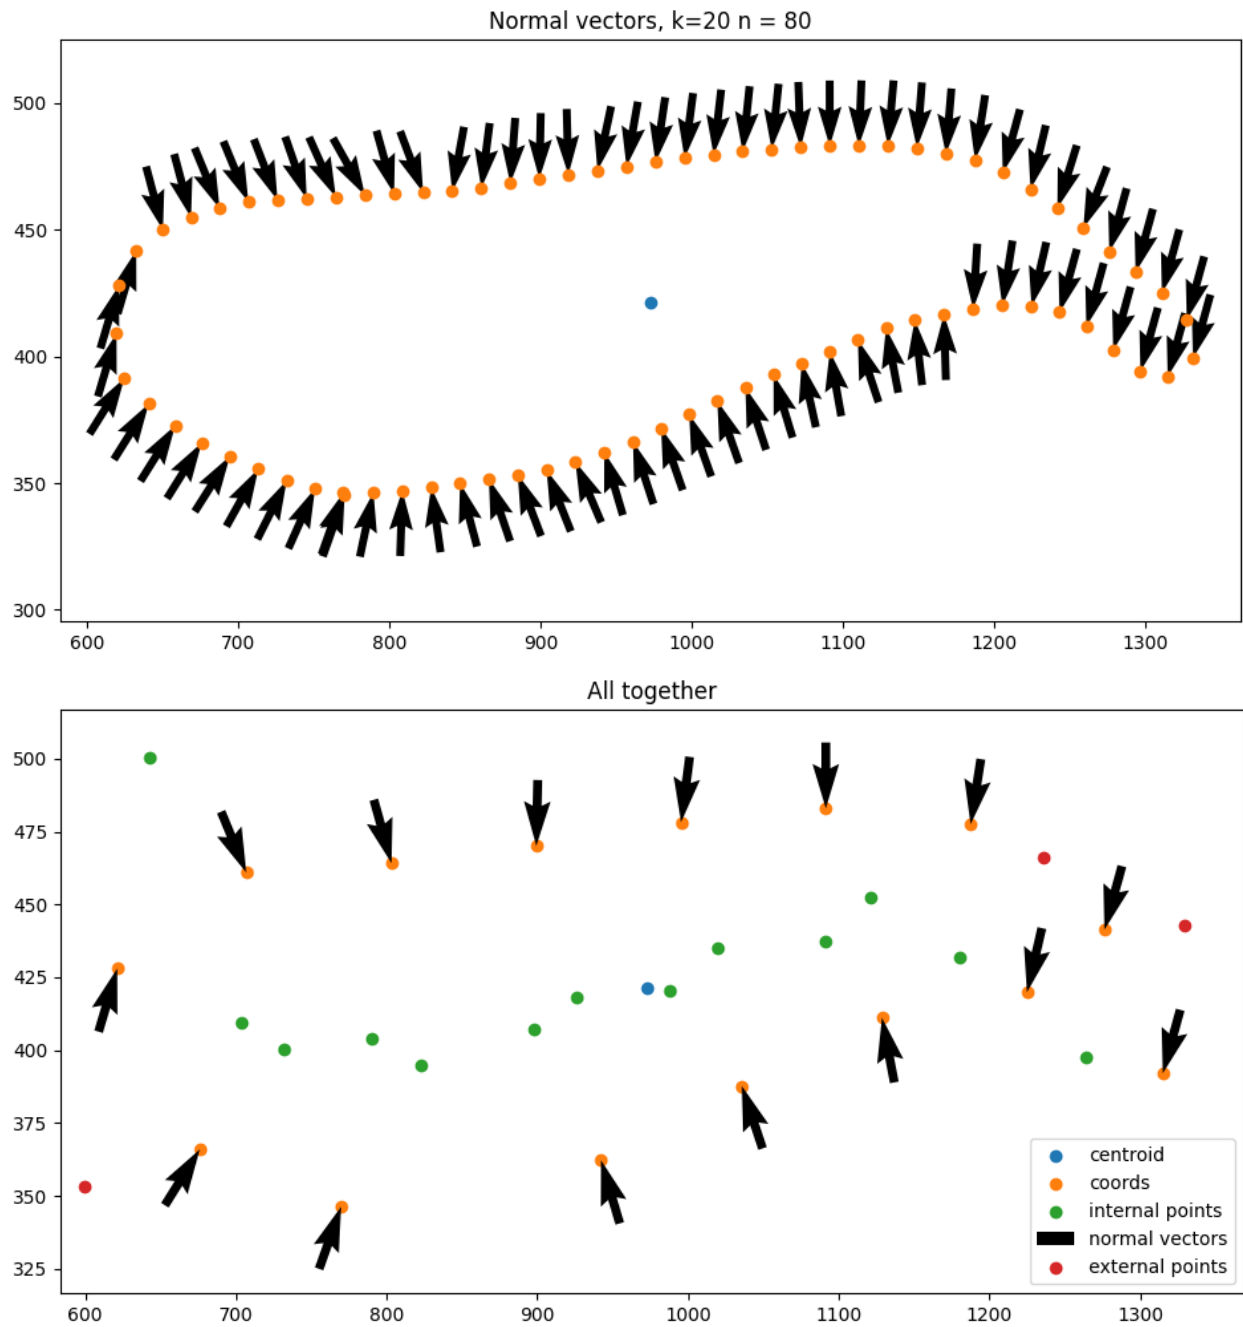 Normal vectors, k=20 n = 80
500
450
400
350
300
600 700 800 900 1000 1100 1200 1300
All together
500
475
450
425
400
375
350
325
centroid
coords
internal points
normal vectors
external points
600 700 800 900 1000 1100 1200 1300